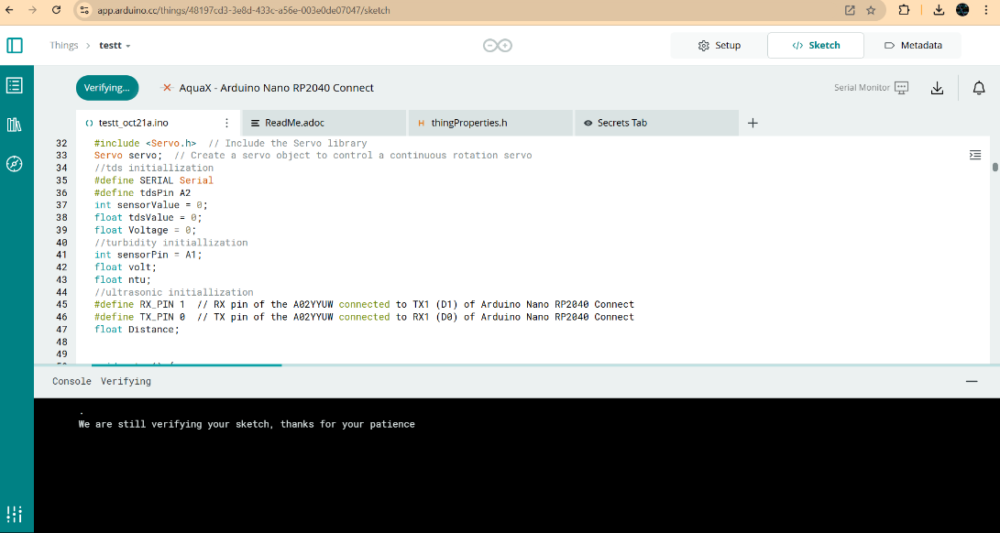 app.arduino.cc/things/48197cd3-3e8d-433c-a56e-003e0de07047/sketch
Things > testt
Setup
</> Sketch
Metadata
Verifying...
AquaX - Arduino Nano RP2040 Connect
Serial Monitor
testt_oct21a.ino
ReadMe.adoc
H thingProperties.h
Secrets Tab
32 #include <Servo.h>  // Include the Servo library
33 Servo servo;  // Create a servo object to control a continuous rotation servo
34 //tds initiallization
35 #define SERIAL Serial
36 #define tdsPin A2
37 int sensorValue = 0;
38 float tdsValue = 0;
39 float Voltage = 0;
40 //turbidity initiallization
41 int sensorPin = A1;
42 float volt;
43 float ntu;
44 //ultrasonic initiallization
45 #define RX_PIN 1  // RX pin of the A02YYUW connected to TX1 (D1) of Arduino Nano RP2040 Connect
46 #define TX_PIN 0  // TX pin of the A02YYUW connected to RX1 (D0) of Arduino Nano RP2040 Connect
47 float Distance;
48
49
Console Verifying
.
We are still verifying your sketch, thanks for your patience